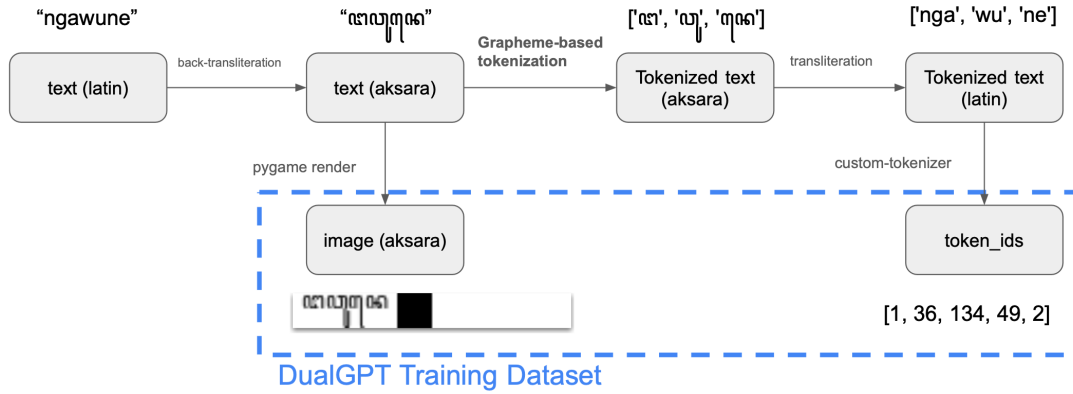 “ngawune”
“ꦔꦮꦸꦤꦺ”
['ꦔ', 'ꦮꦸ', 'ꦤꦺ']
['nga', 'wu', 'ne']
text (latin)
back-transliteration
text (aksara)
Grapheme-based
tokenization
Tokenized text
(aksara)
transliteration
Tokenized text
(latin)
pygame render
custom-tokenizer
image (aksara)
token_ids
ꦔꦮꦸꦤꦺ
[1, 36, 134, 49, 2]
DualGPT Training Dataset